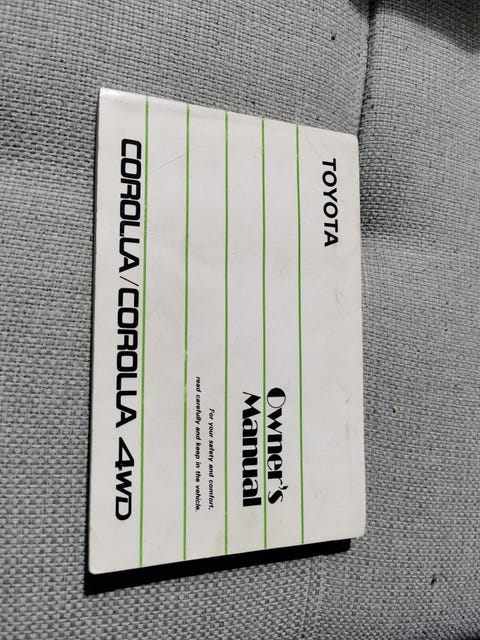 TOYOTA
Owner's
Manual
For your safety and comfort,
read carefully and keep in the vehicle.
COROLLA/COROLLA 4WD